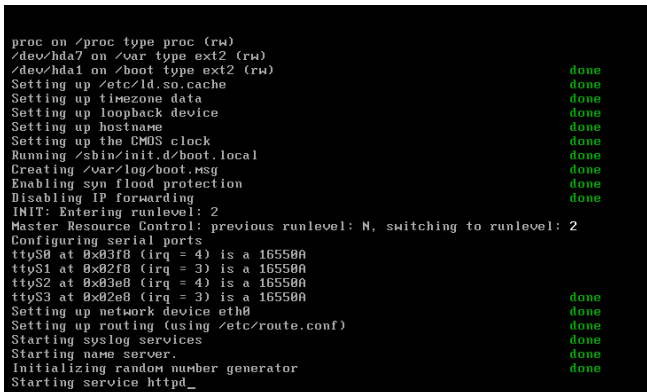 proc on /proc type proc (rw)
/dev/hda7 on /var type ext2 (rw)
/dev/hda1 on /boot type ext2 (rw) done
Setting up /etc/ld.so.cache done
Setting up timezone data done
Setting up loopback device done
Setting up hostname done
Setting up the CMOS clock done
Running /sbin/init.d/boot.local done
Creating /var/log/boot.msg done
Enabling syn flood protection done
Disabling IP forwarding done
INIT: Entering runlevel: 2
Master Resource Control: previous runlevel: N, switching to runlevel: 2
Configuring serial ports
ttyS0 at 0x03f8 (irq = 4) is a 16550A
ttyS1 at 0x02f8 (irq = 3) is a 16550A
ttyS2 at 0x03e8 (irq = 4) is a 16550A
ttyS3 at 0x02e8 (irq = 3) is a 16550A done
Setting up network device eth0 done
Setting up routing (using /etc/route.conf) done
Starting syslog services done
Starting name server. done
Initializing random number generator done
Starting service httpd_